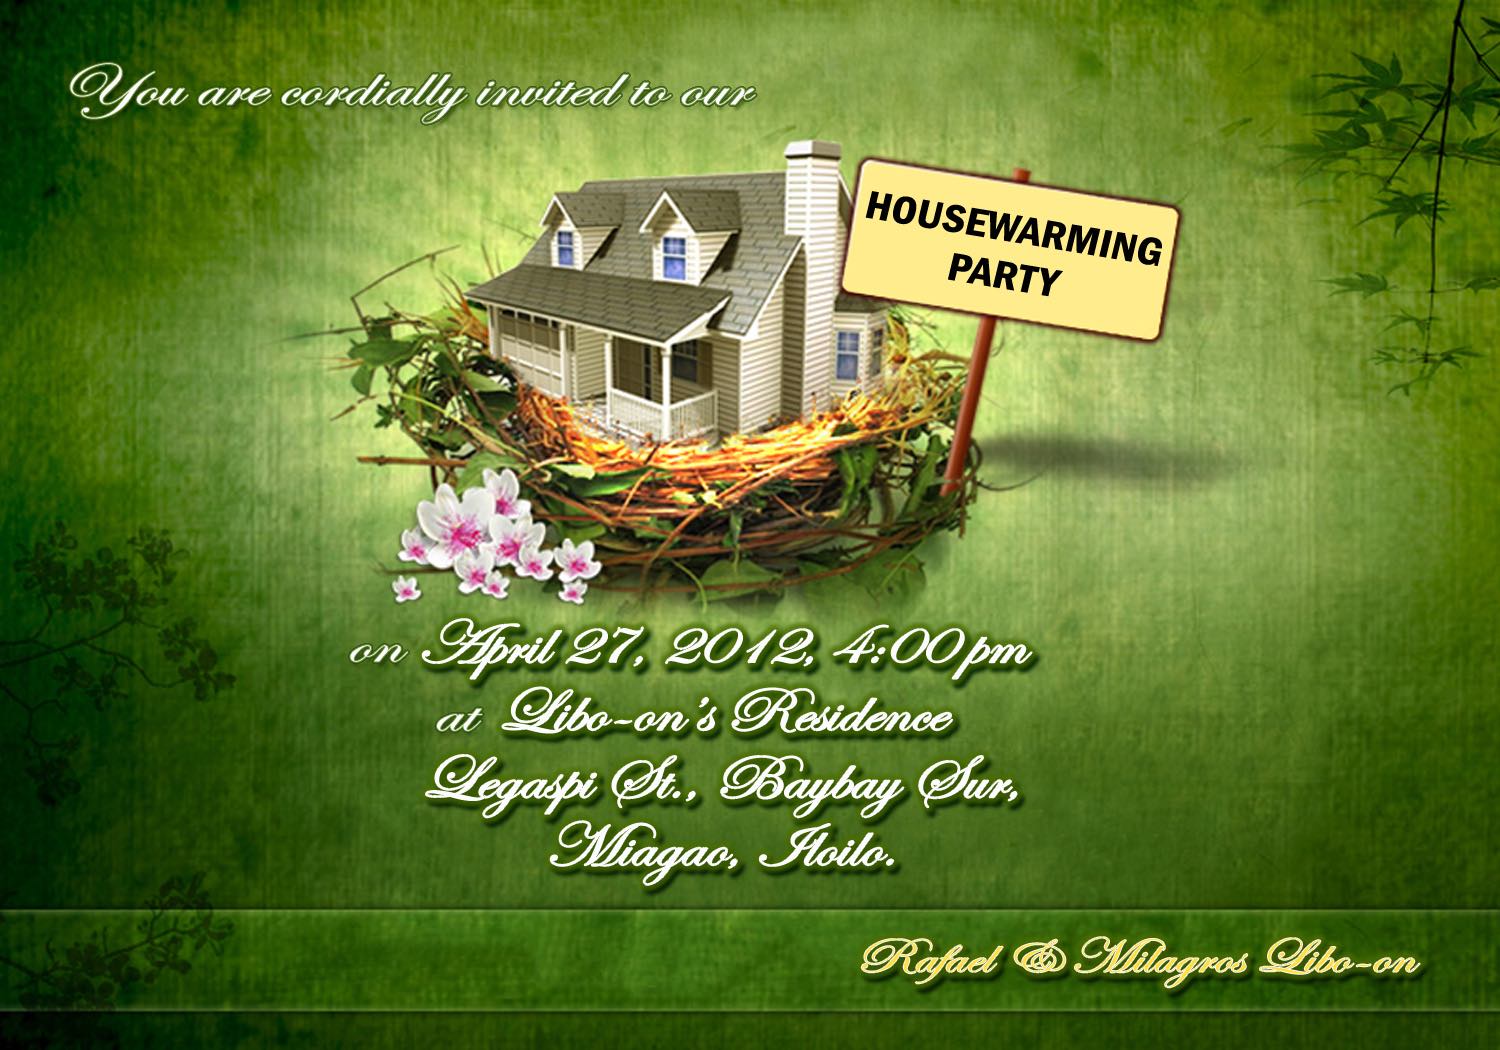 You are cordially invited to our
HOUSEWARMING
PARTY
on April 27, 2012, 4:00pm
at Libo-on's Residence
Legaspi St., Baybay Sur,
Miagao, Iloilo.
Rafael & Milagros Libo-on